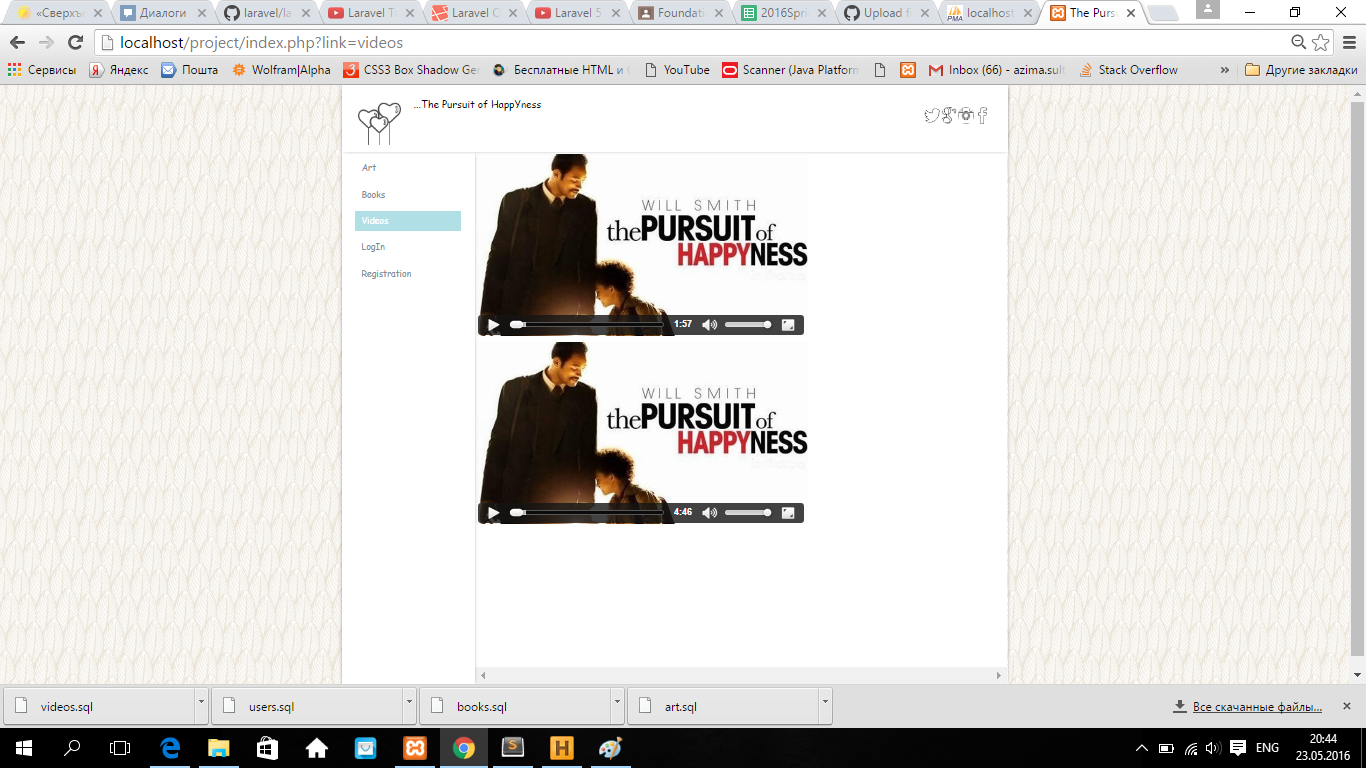 «Сверхъ
Диалоги
laravel/la
Laravel T
Laravel C
Laravel 5
Foundati
2016Spri
Upload f
localhost
The Purs
localhost/project/index.php?link=videos
Сервисы
Яндекс
Почта
Wolfram|Alpha
CSS3 Box Shadow Ge
Бесплатные HTML и
YouTube
Scanner (Java Platform
Inbox (66) - azima.sul
Stack Overflow
»
Другие закладки
...The Pursuit of HappYness
Art
Books
Videos
LogIn
Registration
WILL SMITH
the PURSUIT of
HAPPYNESS
1:57
WILL SMITH
the PURSUIT of
HAPPYNESS
4:46
videos.sql
users.sql
books.sql
art.sql
Все скачанные файлы...
ENG
20:44
23.05.2016